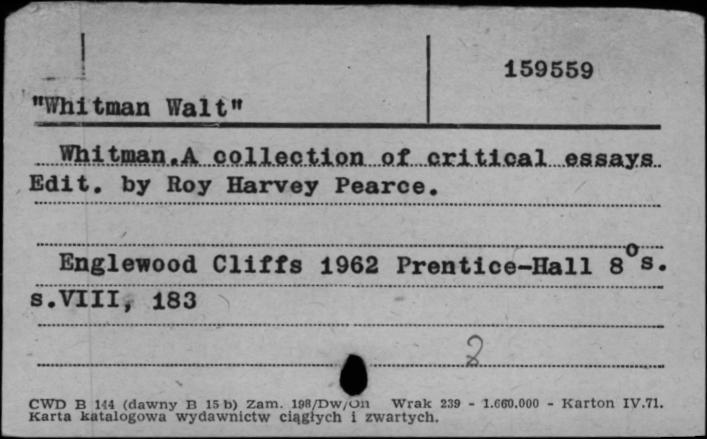 159559
"Whitman Walt"
Whitman.A collection of critical essays
Edit. by Roy Harvey Pearce.
Englewood Cliffs 1962 Prentice-Hall 8⁰s.
s.VIII, 183
2
CWD B 144 (dawny B 15 b) Zam. 198/Dw/On Wrak 239 - 1.660.000 - Karton IV.71.
Karta katalogowa wydawnictw ciągłych i zwartych.